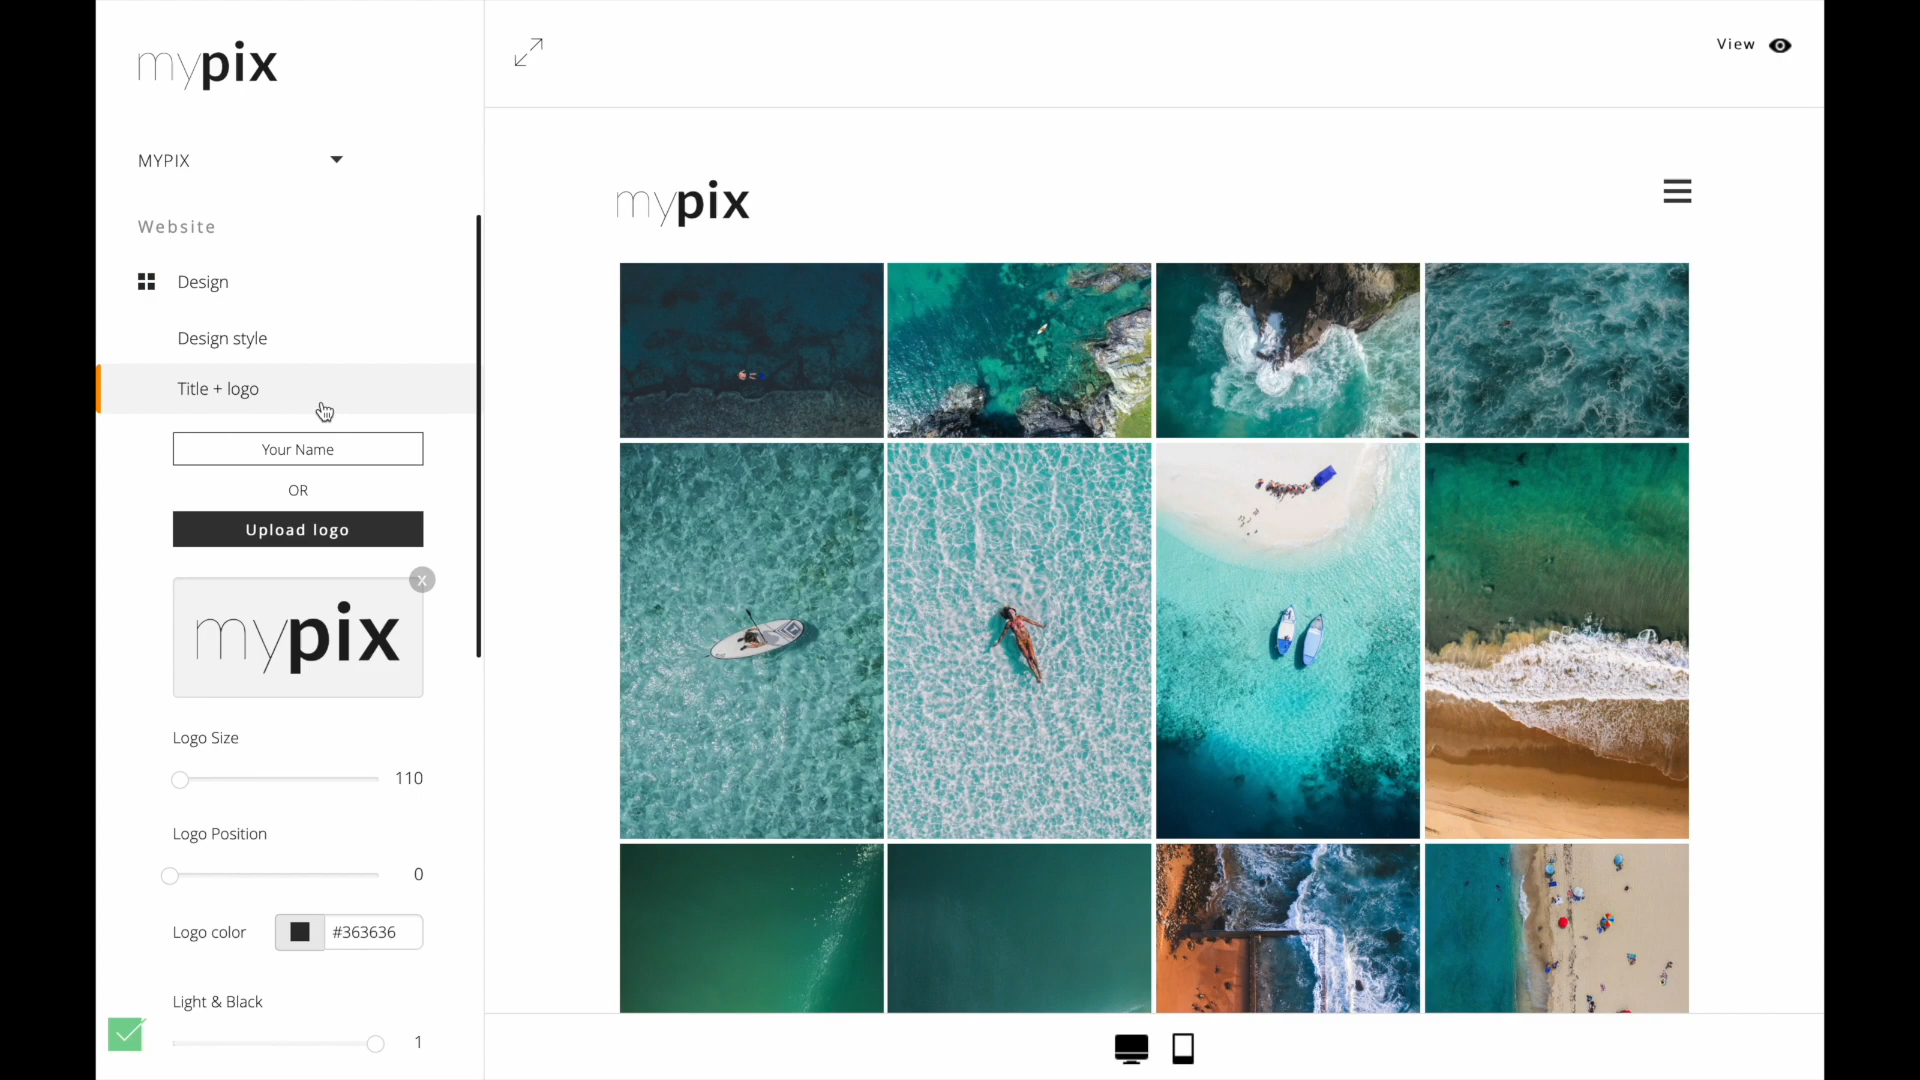 mypix
View
MYPIX
mypix
Website
Design
Design style
Title + logo
Your Name
OR
Upload logo
x
mypix
Logo Size
110
Logo Position
0
Logo color
#363636
Light & Black
1